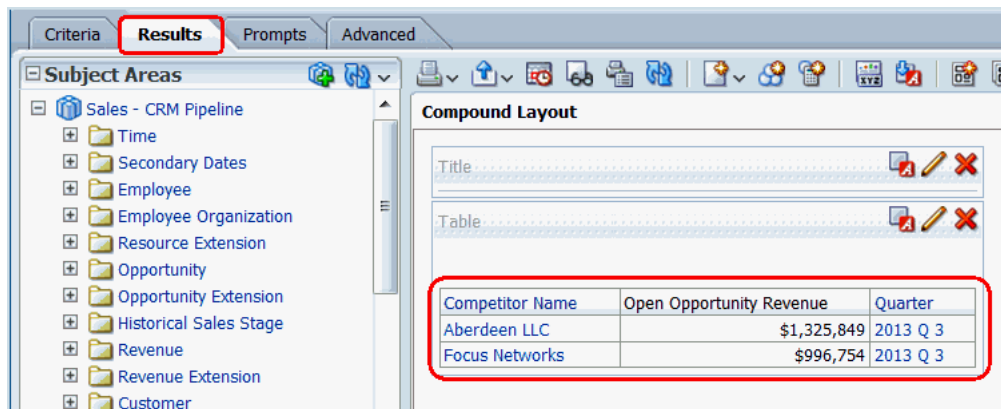 Criteria Results Prompts Advanced
Subject Areas
Sales - CRM Pipeline
Time
Secondary Dates
Employee
Employee Organization
Resource Extension
Opportunity
Opportunity Extension
Historical Sales Stage
Revenue
Revenue Extension
Customer
XYZ
Compound Layout
Title
Table
Competitor Name Open Opportunity Revenue Quarter
Aberdeen LLC $1,325,849 2013 Q 3
Focus Networks $996,754 2013 Q 3